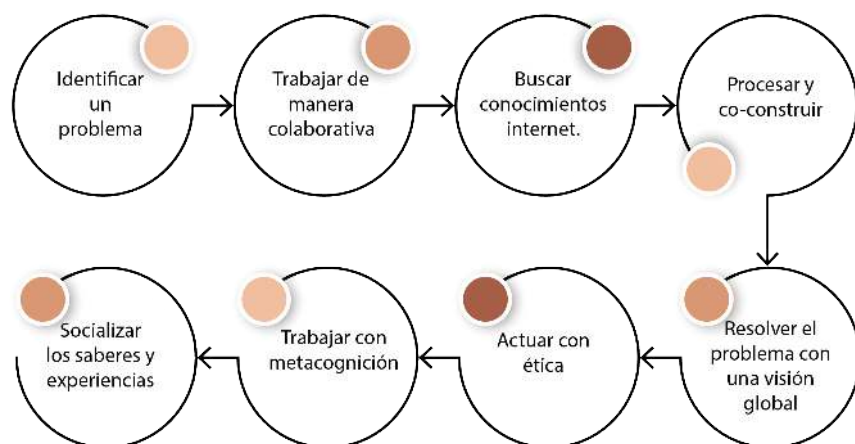 Identificar
un
problema
Trabajar de
manera
colaborativa
Buscar
conocimientos
internet.
Procesar y
co-construir
Resolver el
problema con
una visión
global
Actuar con
ética
Trabajar con
metacognición
Socializar
los saberes y
experiencias